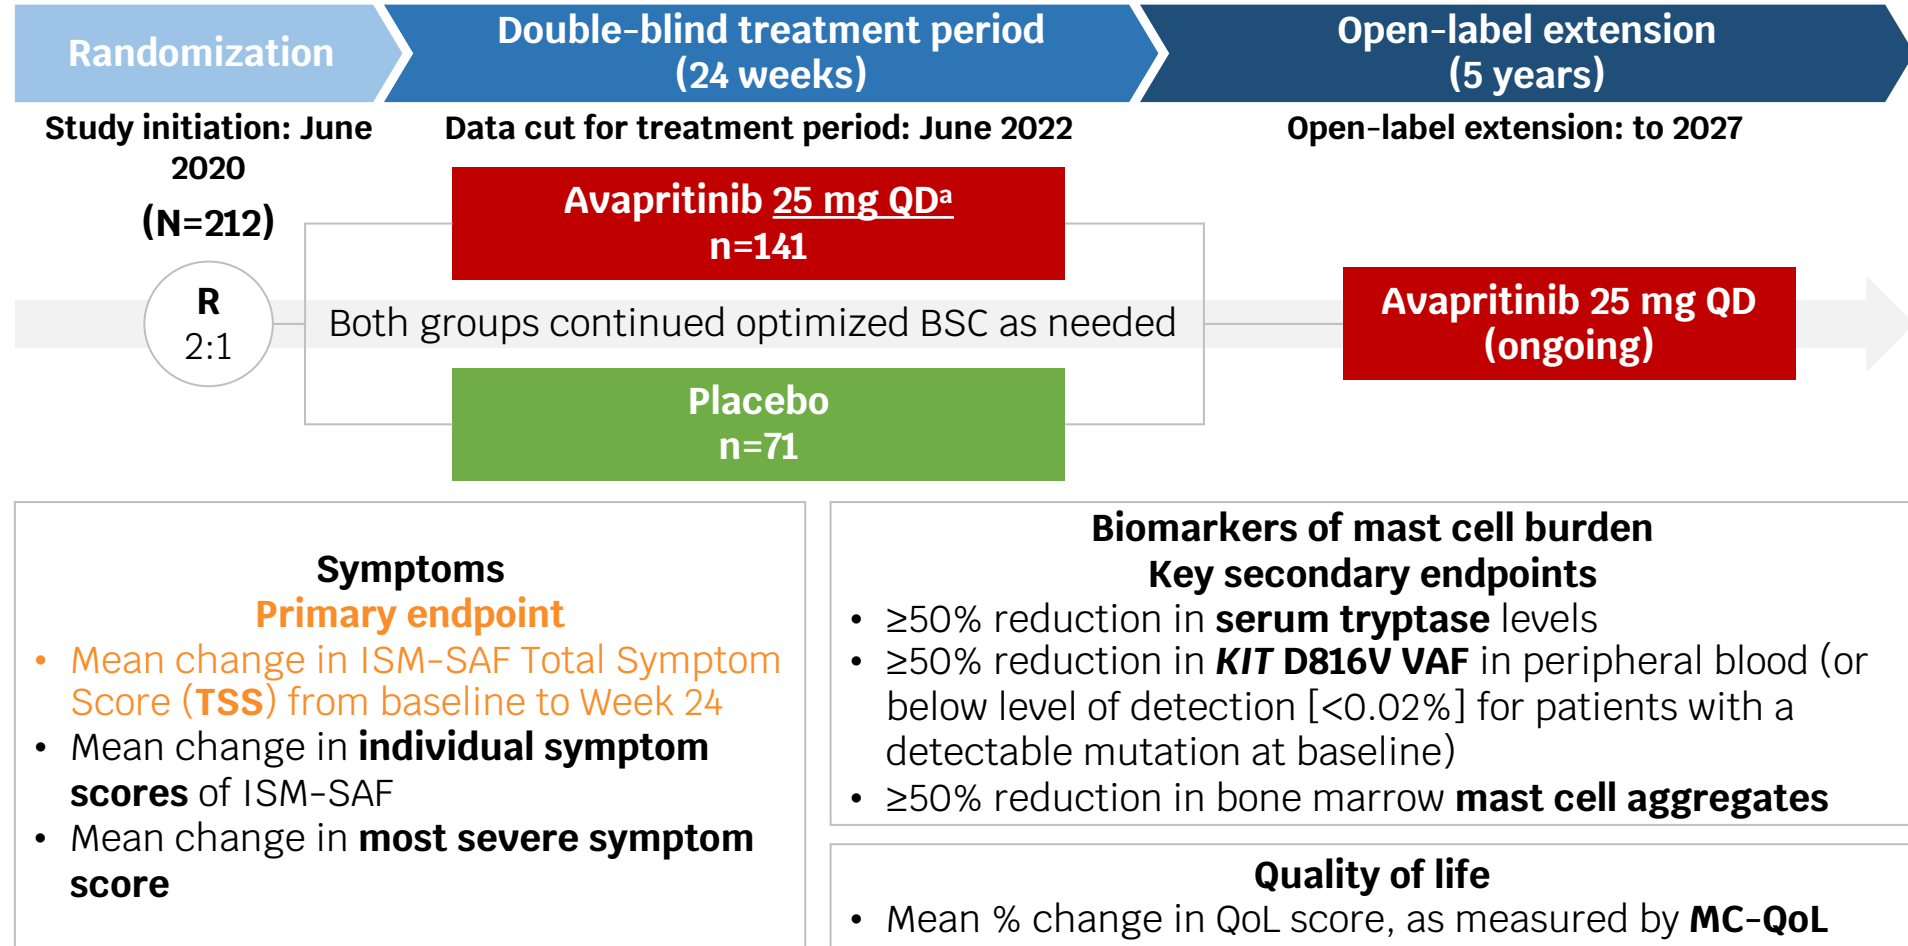 Randomization
Double-blind treatment period
(24 weeks)
Open-label extension
(5 years)
Study initiation: June
2020
(N=212)
Data cut for treatment period: June 2022
Open-label extension: to 2027
R
2:1
Avapritinib 25 mg QDᵃ
n=141
Both groups continued optimized BSC as needed
Placebo
n=71
Avapritinib 25 mg QD
(ongoing)
Symptoms
Primary endpoint
• Mean change in ISM-SAF Total Symptom
Score (TSS) from baseline to Week 24
• Mean change in individual symptom
scores of ISM-SAF
• Mean change in most severe symptom
score
Biomarkers of mast cell burden
Key secondary endpoints
• ≥50% reduction in serum tryptase levels
• ≥50% reduction in KIT D816V VAF in peripheral blood (or
below level of detection [<0.02%] for patients with a
detectable mutation at baseline)
• ≥50% reduction in bone marrow mast cell aggregates
Quality of life
• Mean % change in QoL score, as measured by MC-QoL